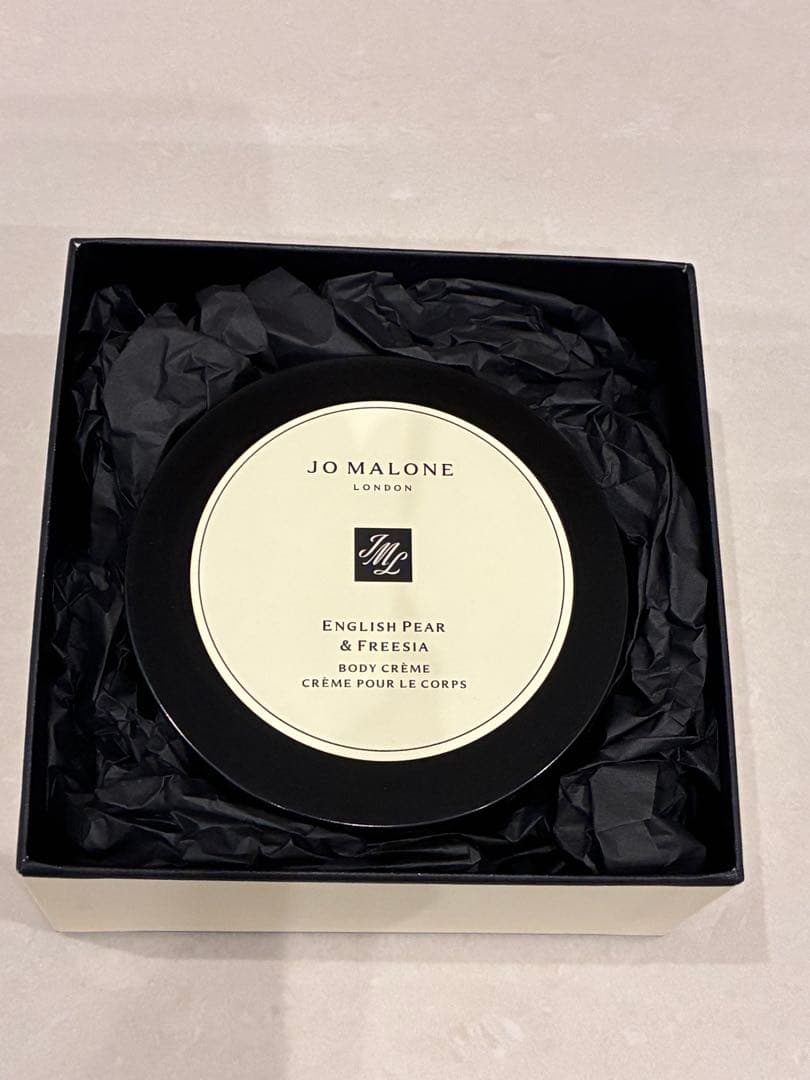 JO MALONE
LONDON
JML
ENGLISH PEAR
& FREESIA
BODY CRÈME
CRÈME POUR LE CORPS